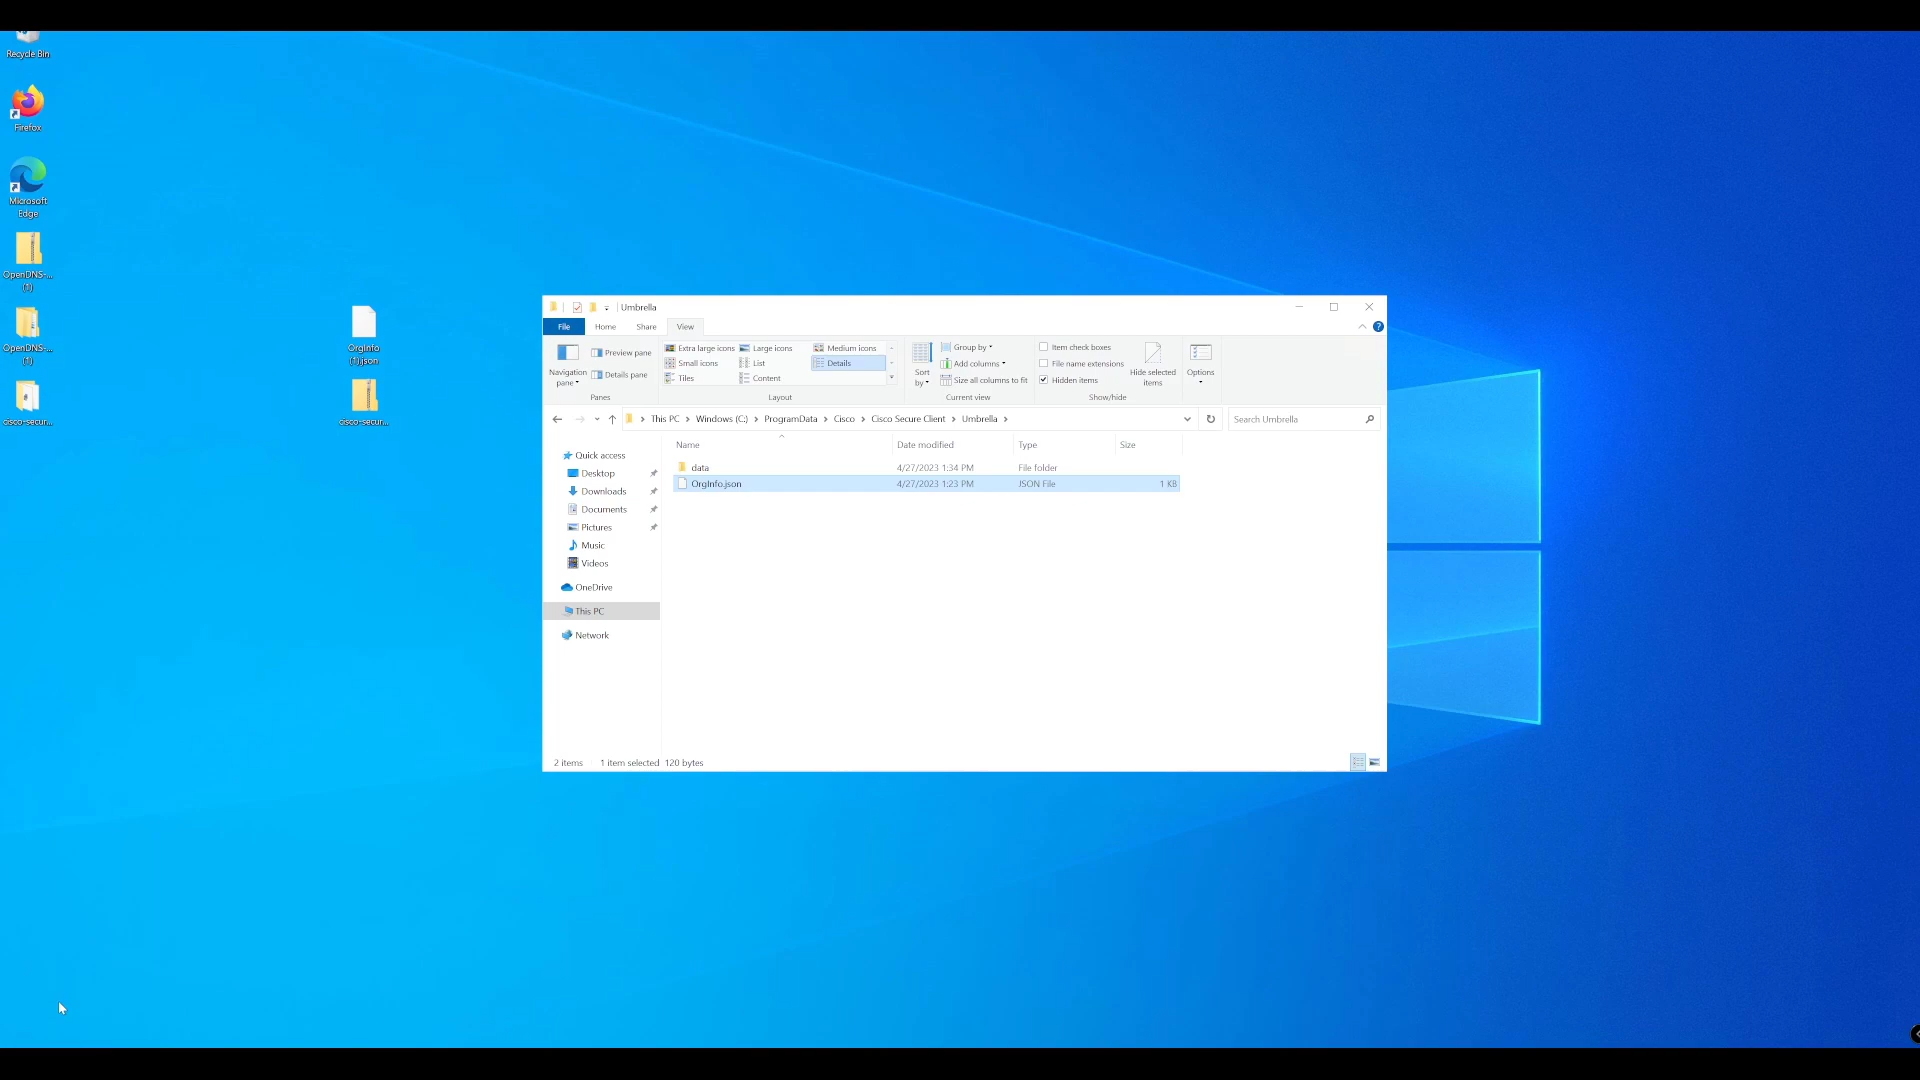 Recycle Bin
Firefox
Microsoft
Edge
OpenDNS-...
(1)
OpenDNS-...
(1)
cisco-secur...
OrgInfo
(1).json
cisco-secur...
Umbrella
File Home Share View
Navigation
pane
Preview pane
Details pane
Panes
Extra large icons Large icons Medium icons
Small icons List Details
Tiles Content
Layout
Sort
by
Group by
Add columns
Size all columns to fit
Current view
Item check boxes
File name extensions
Hidden items
Hide selected
items
Show/hide
Options
This PC Windows (C:) ProgramData Cisco Cisco Secure Client Umbrella
Search Umbrella
Name Date modified Type Size
data 4/27/2023 1:34 PM File folder
OrgInfo.json 4/27/2023 1:23 PM JSON File 1 KB
Quick access
Desktop
Downloads
Documents
Pictures
Music
Videos
OneDrive
This PC
Network
2 items 1 item selected 120 bytes